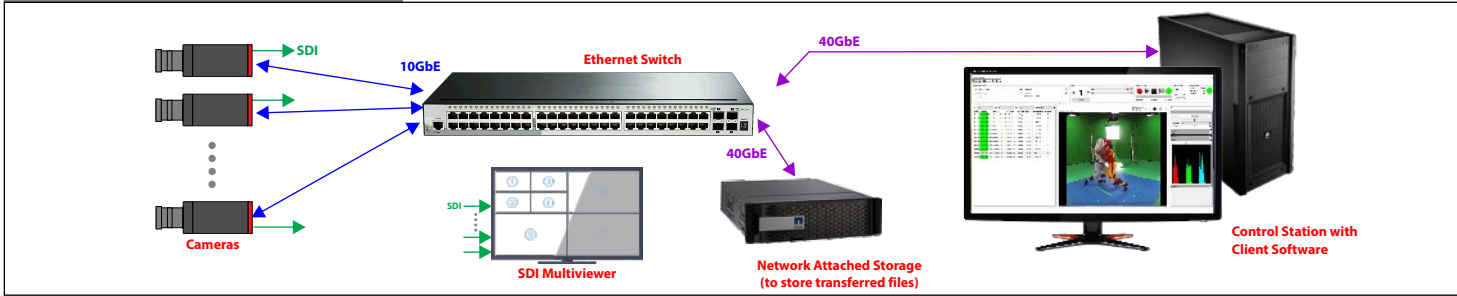 SDI
40GbE
10GbE
Ethernet Switch
40GbE
SDI
Cameras
SDI Multiviewer
Network Attached Storage
(to store transferred files)
Control Station with
Client Software